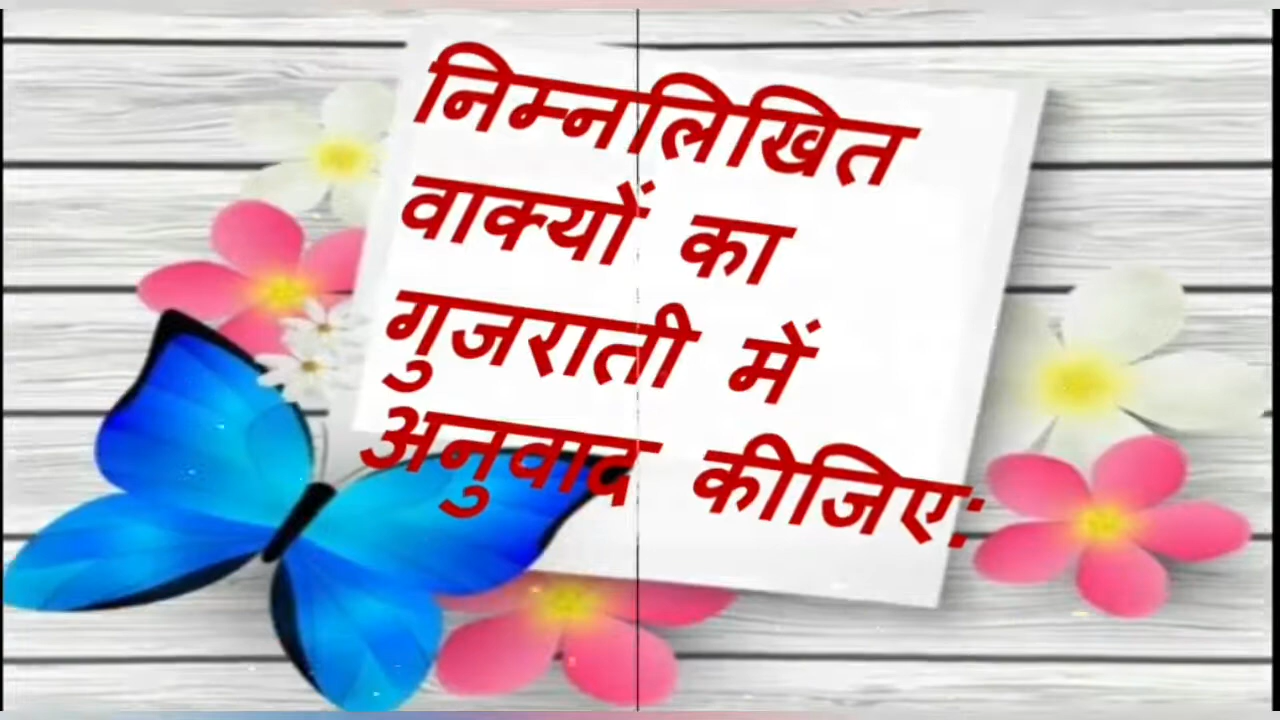 निम्नलिखित
वाक्यों का
गुजराती में
अनुवाद कीजिए: